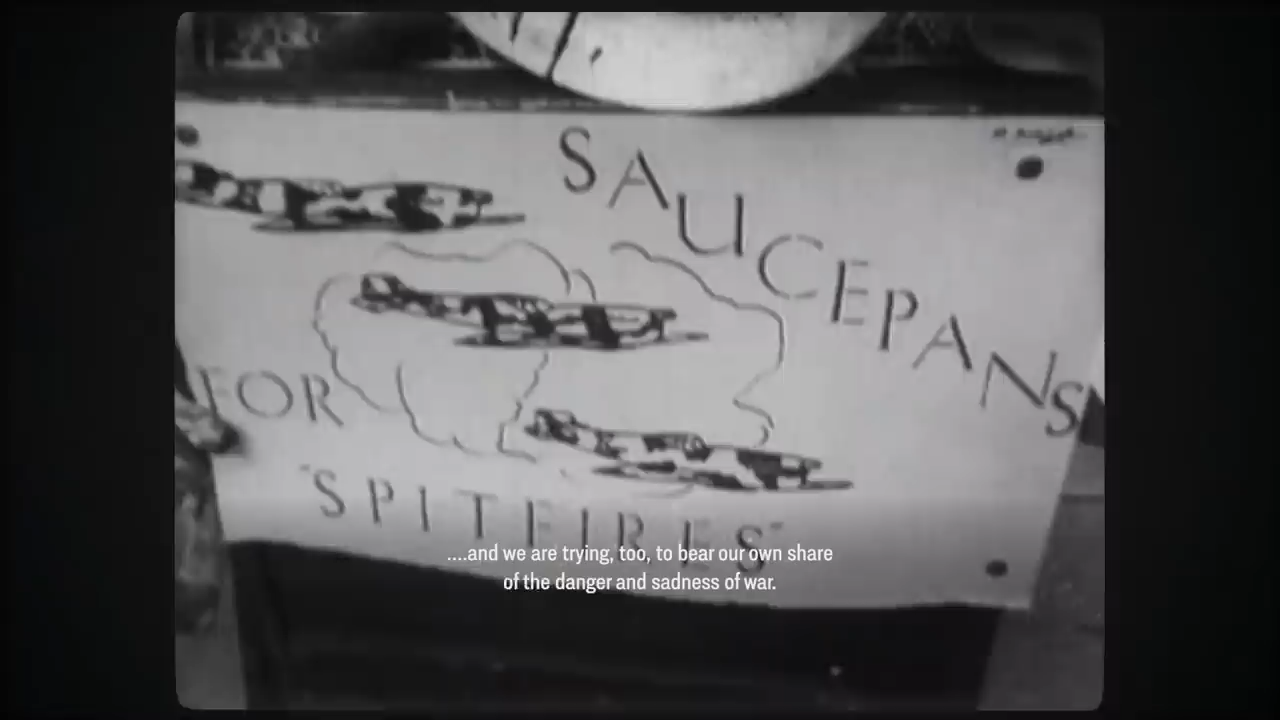 SAUCEPANS
FOR
"SPITFIRES"
....and we are trying, too, to bear our own share
of the danger and sadness of war.